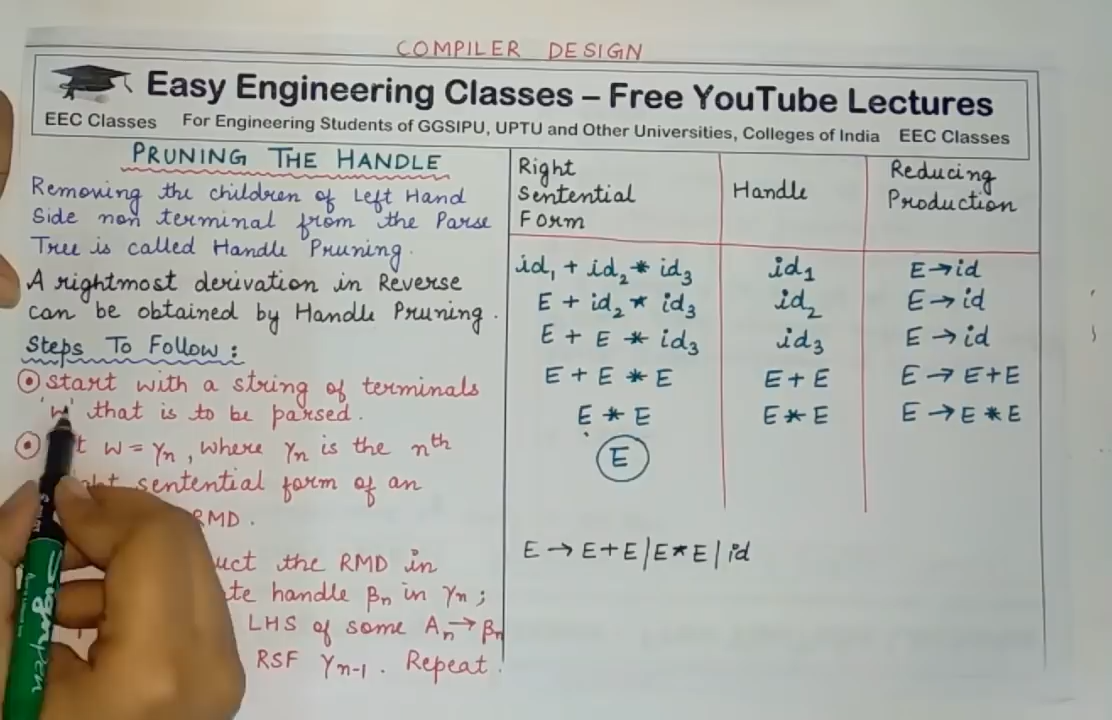 COMPILER DESIGN
Easy Engineering Classes – Free YouTube Lectures
EEC Classes For Engineering Students of GGSIPU, UPTU and Other Universities, Colleges of India EEC Classes
PRUNING THE HANDLE
Removing the children of Left Hand
Side non terminal from the Parse
Tree is called Handle Pruning.
A rightmost derivation in Reverse
can be obtained by Handle Pruning.
Steps To Follow :
start with a string of terminals
'w' that is to be parsed.
w = γn, where γn is the nth
sentential form of an
RMD.
the RMD in
handle βn in γn ;
LHS of some An → βn
RSF γn-1. Repeat.
Right
Sentential
Form
Handle
Reducing
Production
id1 + id2 * id3 id1 E → id
E + id2 * id3 id2 E → id
E + E * id3 id3 E → id
E + E * E E + E E → E+E
E * E E * E E → E * E
E
E → E+E | E*E | id